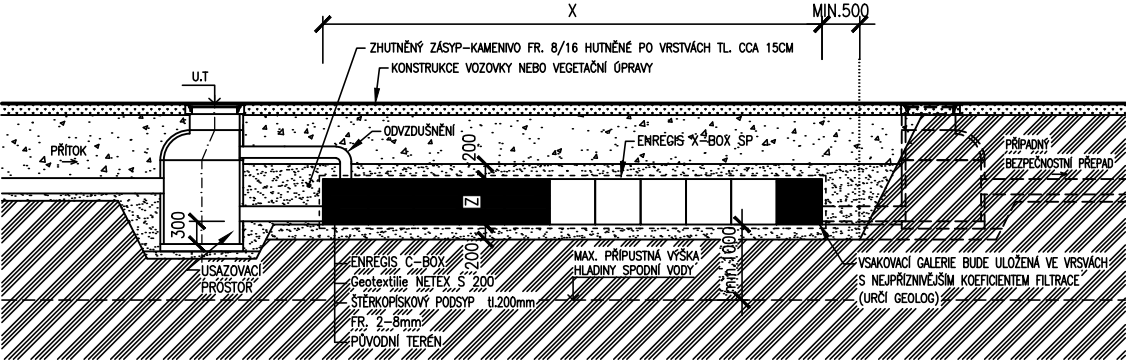 X
MIN.500
ZHUTNĚNÝ ZÁSYP-KAMENIVO FR. 8/16 HUTNĚNÉ PO VRSTVÁCH TL. CCA 15CM
KONSTRUKCE VOZOVKY NEBO VEGETAČNÍ ÚPRAVY
U.T
ODVZDUŠNĚNÍ
200
ENREGIS X-BOX SP
PŘÍTOK
PŘÍPADNÝ
BEZPEČNOSTNÍ PŘEPAD
Z
300
200
min.1000
USAZOVACÍ
PROSTOR
ENREGIS C-BOX
Geotextilie NETEX S 200
ŠTĚRKOPÍSKOVÝ PODSYP tl.200mm
FR. 2-8mm
PŮVODNÍ TERÉN
MAX. PŘÍPUSTNÁ VÝŠKA
HLADINY SPODNÍ VODY
VSAKOVACÍ GALERIE BUDE ULOŽENÁ VE VRSVÁCH
S NEJPŘÍZNIVĚJŠÍM KOEFICIENTEM FILTRACE
(URČÍ GEOLOG)